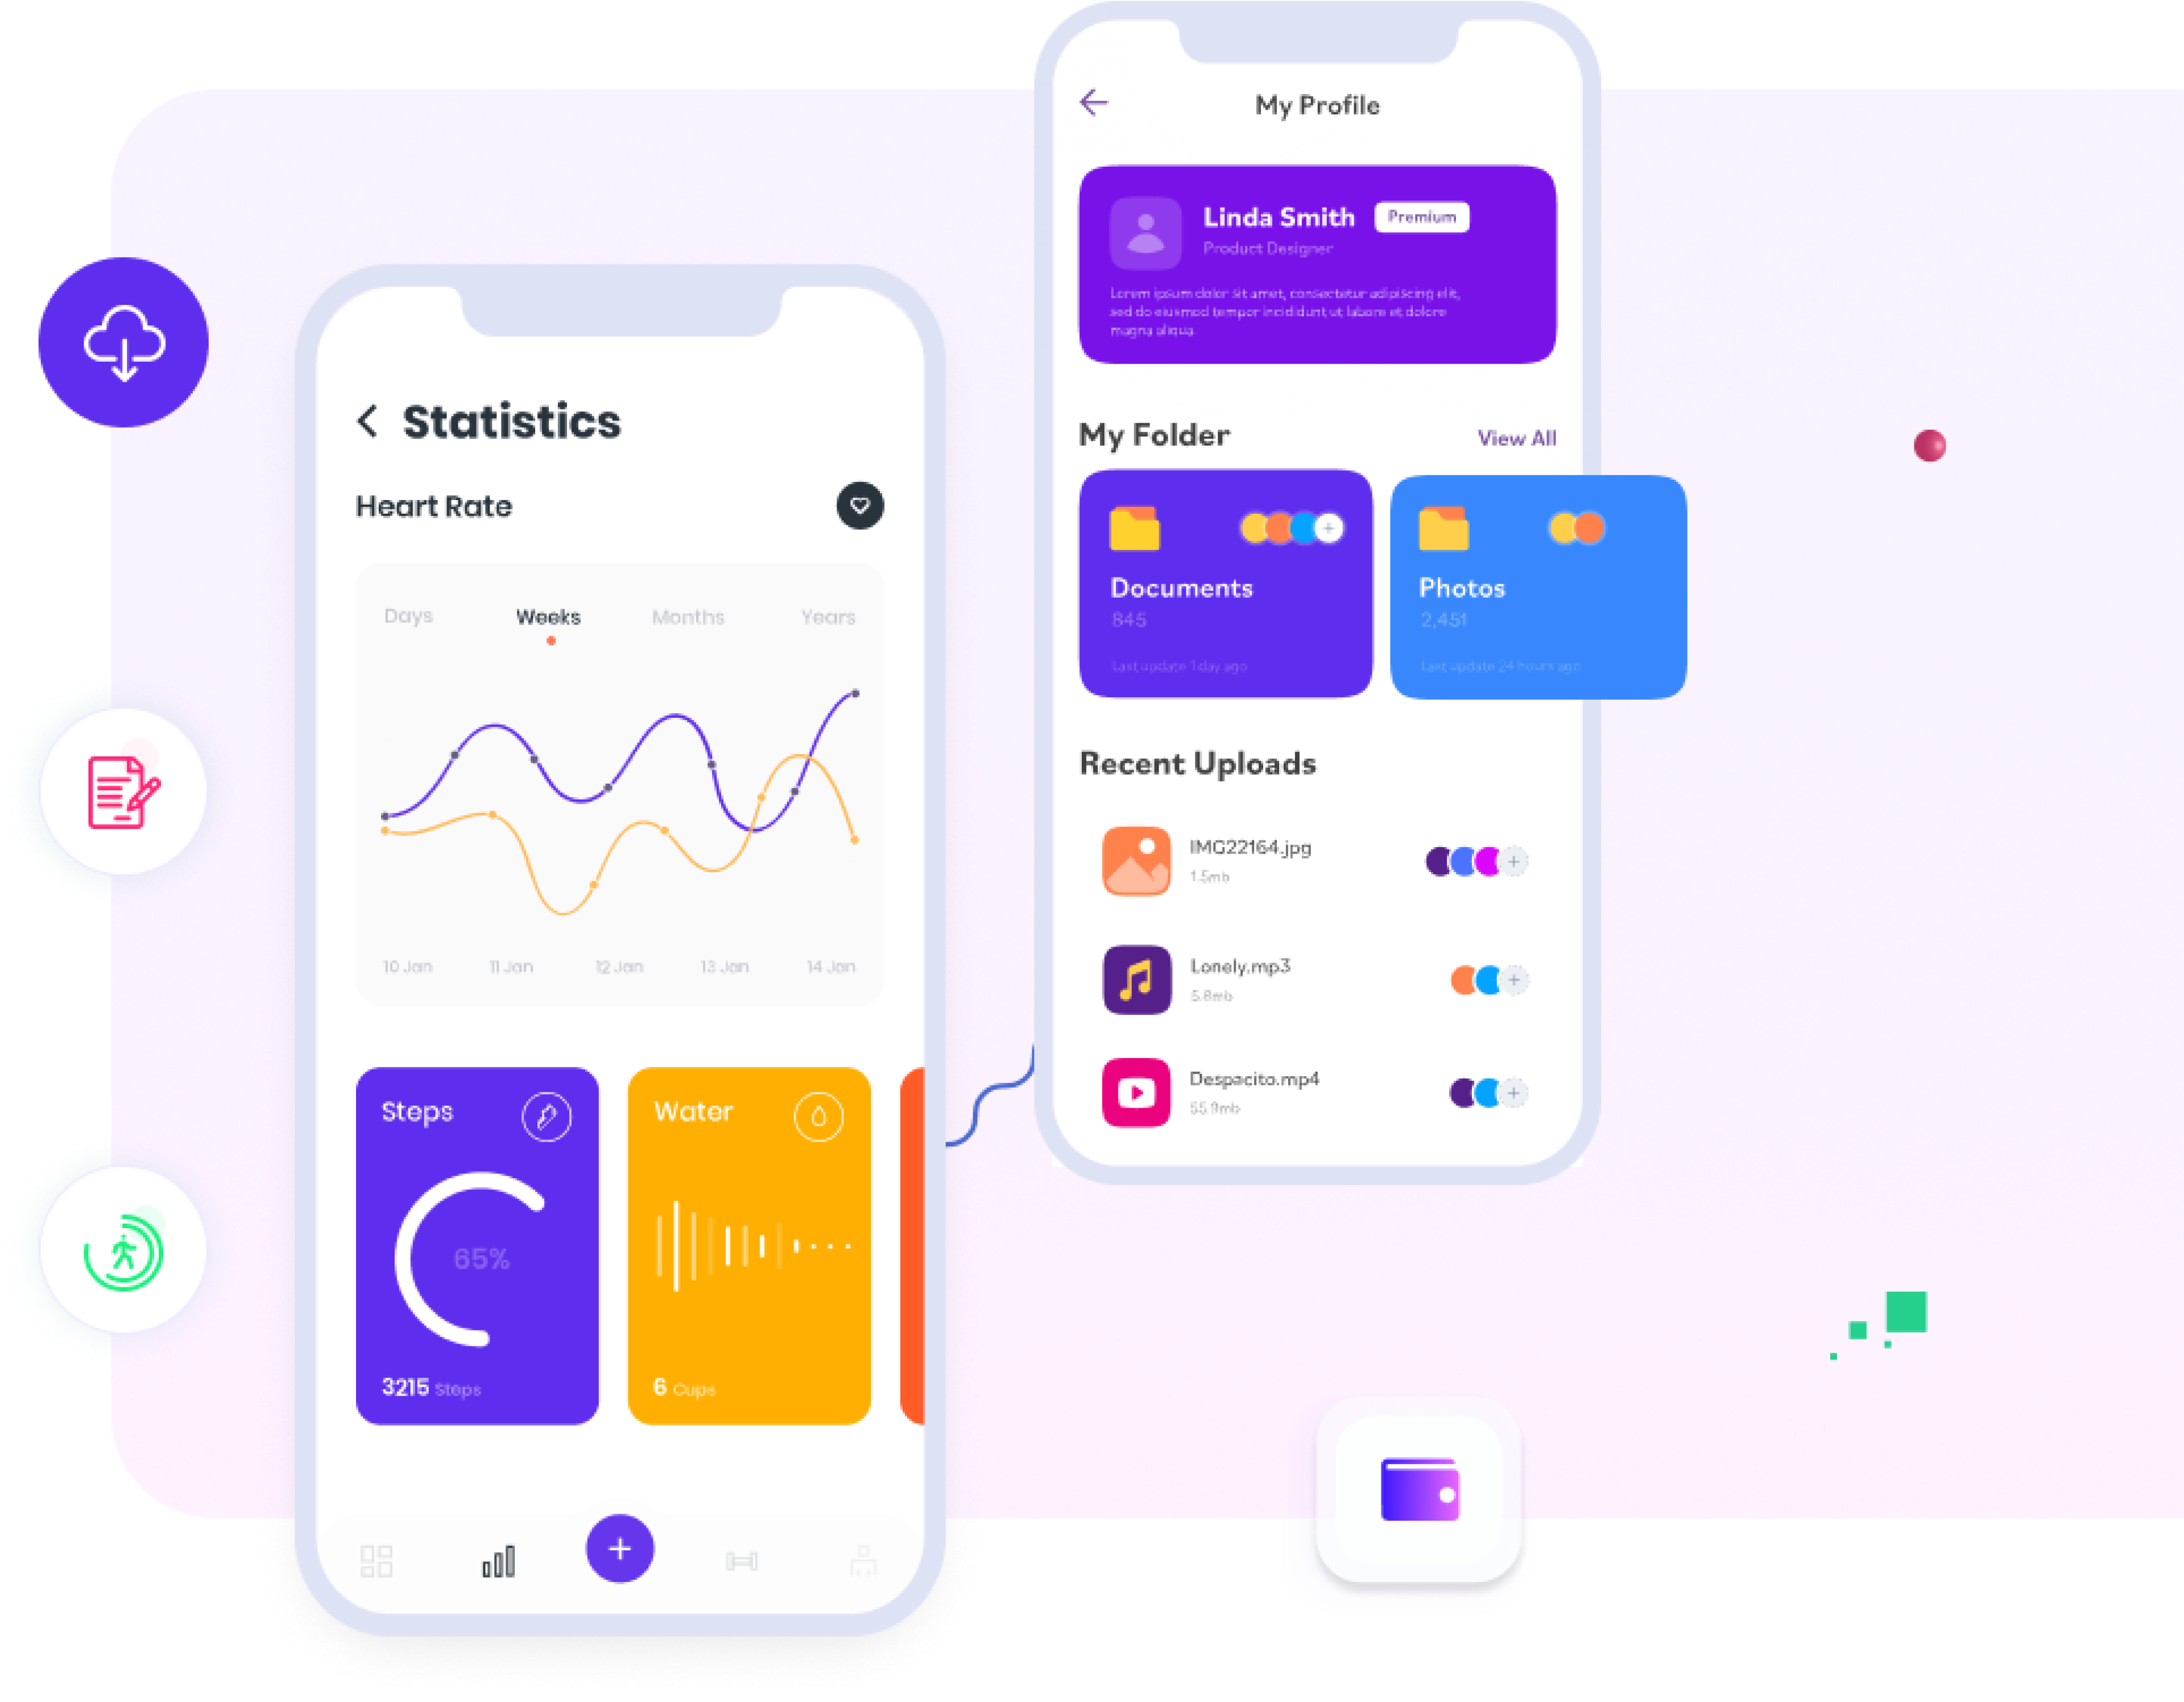 Statistics
Heart Rate
Days Weeks Months Years
10 Jan 11 Jan 12 Jan 13 Jan 14 Jan
Steps
65%
3215 Steps
Water
6 Cups
My Profile
Linda Smith Premium
Product Designer
Lorem ipsum dolor sit amet, consectetur adipiscing elit,
sed do eiusmod tempor incididunt ut labore et dolore
magna aliqua.
My Folder View All
Documents
845
Last update 1 day ago
Photos
2,451
Last update 24 hours ago
Recent Uploads
IMG22164.jpg
1.5mb
Lonely.mp3
5.8mb
Despacito.mp4
55.9mb